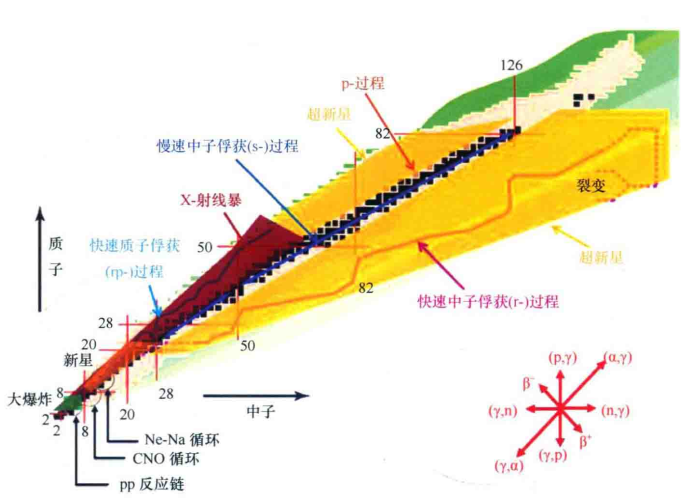 126
p-过程
超新星
82
慢速中子俘获(s-)过程
X-射线暴
质
子
快速质子俘获
(rp-)过程
50
裂变
超新星
82
快速中子俘获(r-)过程
28
50
20
新星
28
8
大爆炸
20
中子
2
2
8
Ne-Na 循环
CNO 循环
pp 反应链
(p,γ)
(α,γ)
β⁻
(γ,n)
(n,γ)
β⁺
(γ,p)
(γ,α)